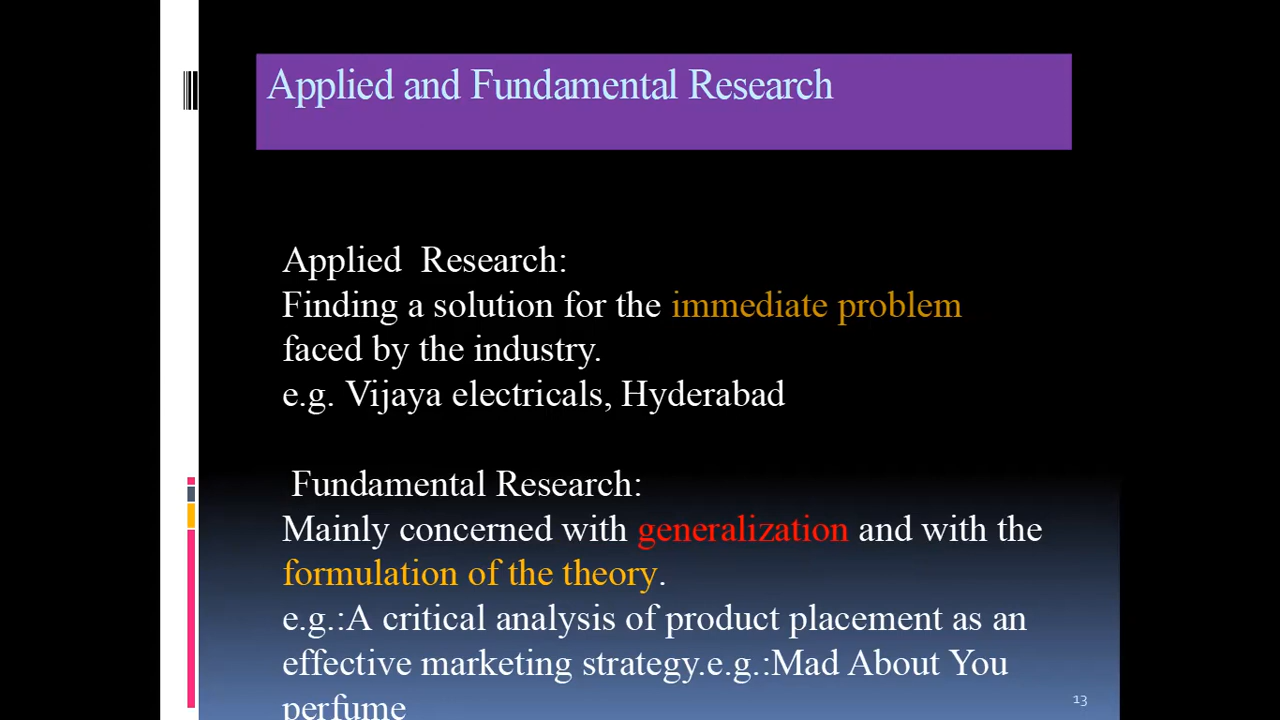 Applied and Fundamental Research
Applied  Research:
Finding a solution for the immediate problem
faced by the industry.
e.g. Vijaya electricals, Hyderabad
Fundamental Research:
Mainly concerned with generalization and with the
formulation of the theory.
e.g.:A critical analysis of product placement as an
effective marketing strategy.e.g.:Mad About You
perfume
13